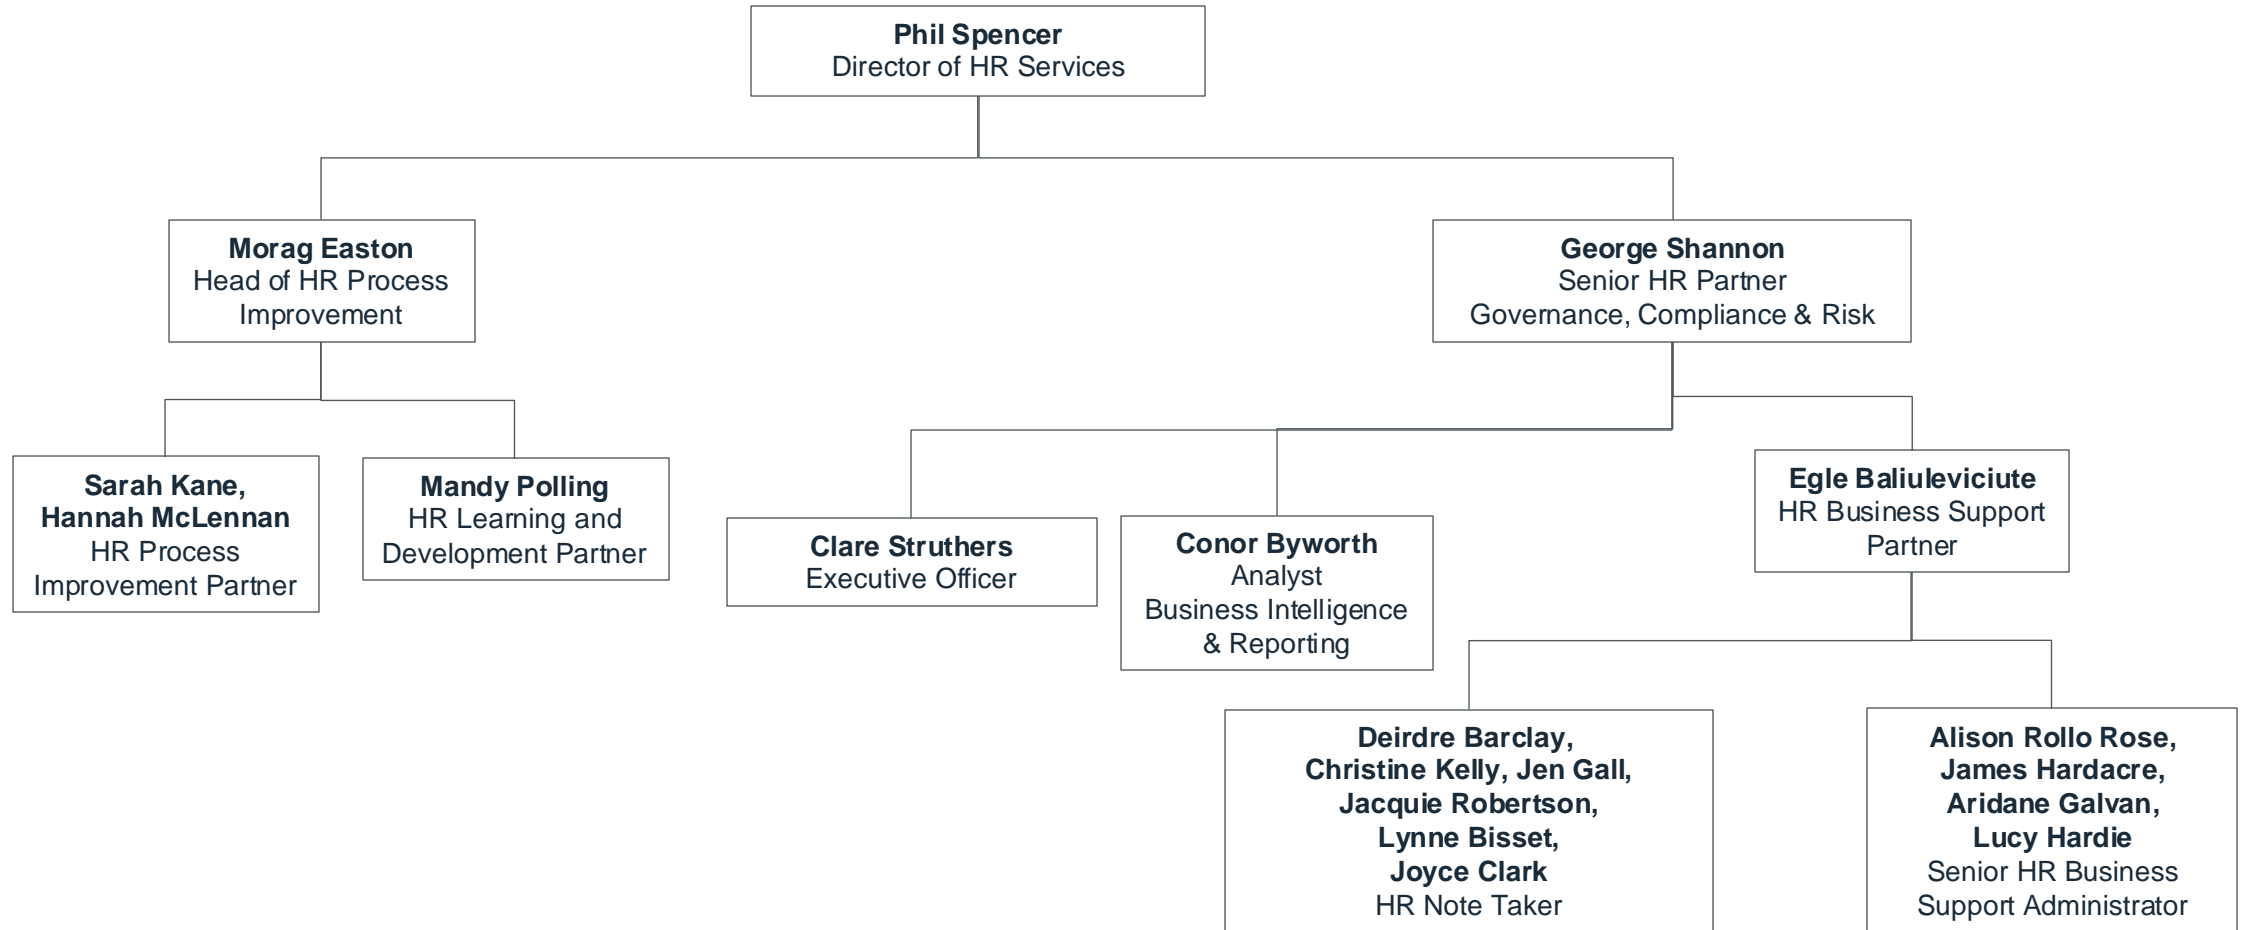 Phil Spencer
Director of HR Services
Morag Easton
Head of HR Process
Improvement
George Shannon
Senior HR Partner
Governance, Compliance & Risk
Sarah Kane,
Hannah McLennan
HR Process
Improvement Partner
Mandy Polling
HR Learning and
Development Partner
Clare Struthers
Executive Officer
Conor Byworth
Analyst
Business Intelligence
& Reporting
Egle Baliuleviciute
HR Business Support
Partner
Deirdre Barclay,
Christine Kelly, Jen Gall,
Jacquie Robertson,
Lynne Bisset,
Joyce Clark
HR Note Taker
Alison Rollo Rose,
James Hardacre,
Aridane Galvan,
Lucy Hardie
Senior HR Business
Support Administrator